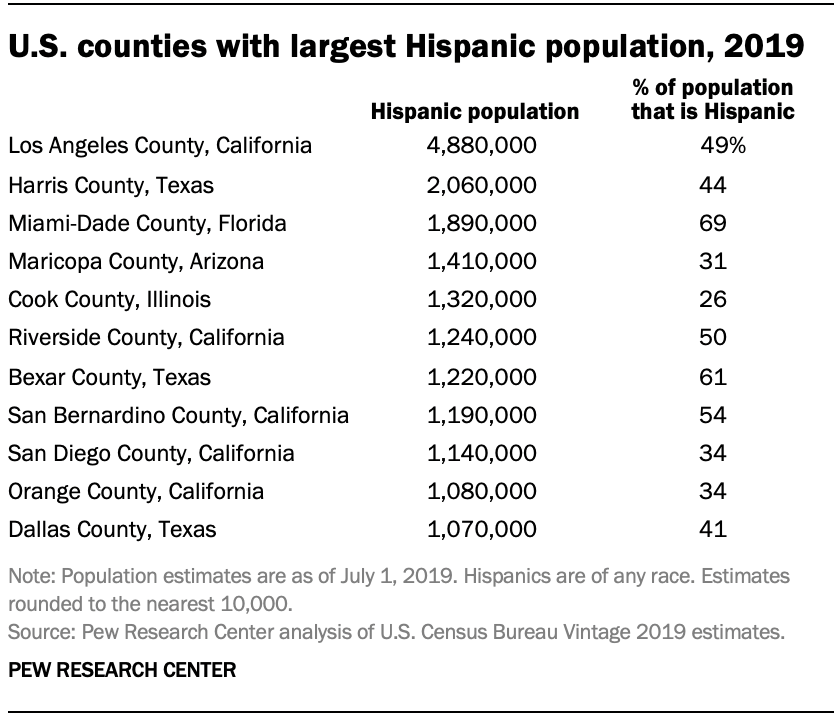 U.S. counties with largest Hispanic population, 2019
% of population
Hispanic population that is Hispanic
Los Angeles County, California 4,880,000 49%
Harris County, Texas 2,060,000 44
Miami-Dade County, Florida 1,890,000 69
Maricopa County, Arizona 1,410,000 31
Cook County, Illinois 1,320,000 26
Riverside County, California 1,240,000 50
Bexar County, Texas 1,220,000 61
San Bernardino County, California 1,190,000 54
San Diego County, California 1,140,000 34
Orange County, California 1,080,000 34
Dallas County, Texas 1,070,000 41
Note: Population estimates are as of July 1, 2019. Hispanics are of any race. Estimates
rounded to the nearest 10,000.
Source: Pew Research Center analysis of U.S. Census Bureau Vintage 2019 estimates.
PEW RESEARCH CENTER